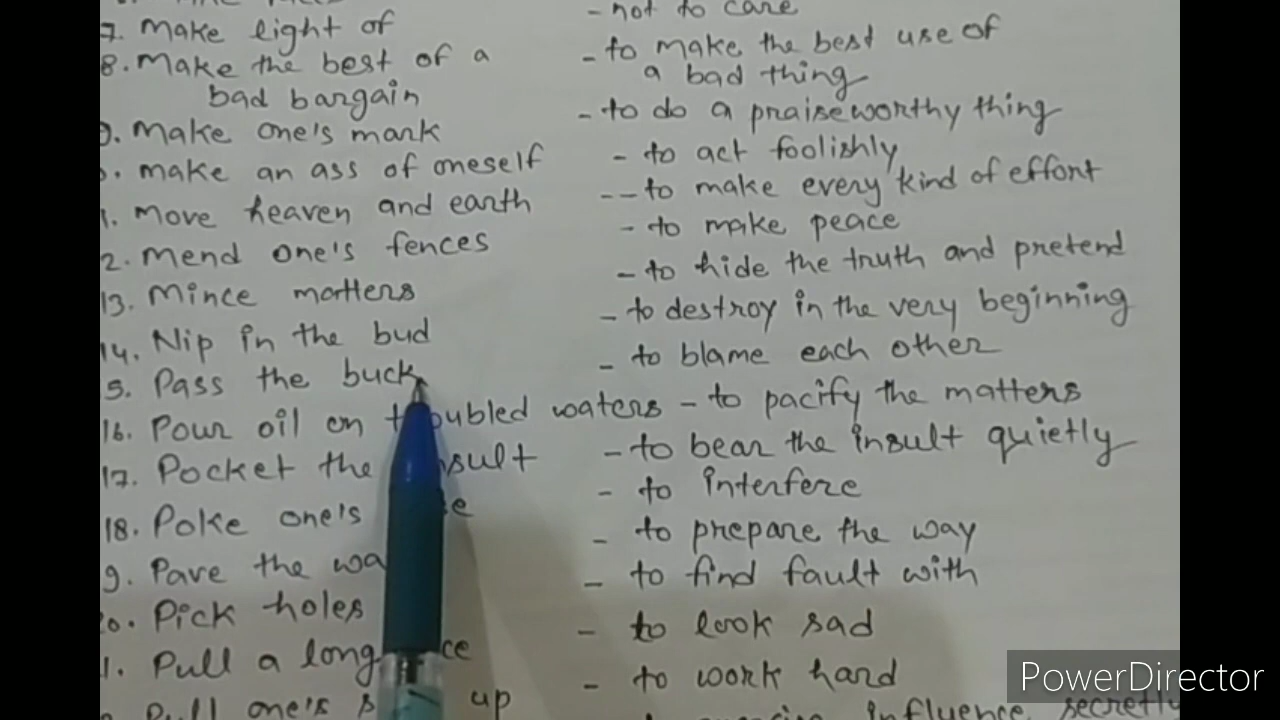 7. Make light of - not to care
8. Make the best of a - to make the best use of
bad bargain a bad thing
9. Make one's mark - to do a praiseworthy thing
0. Make an ass of oneself - to act foolishly
1. Move heaven and earth -- to make every kind of effort
2. Mend one's fences - to make peace
13. Mince matters - to hide the truth and pretend
14. Nip in the bud - to destroy in the very beginning
5. Pass the buck - to blame each other
16. Pour oil on troubled waters - to pacify the matters
17. Pocket the insult - to bear the insult quietly
18. Poke one's - to interfere
9. Pave the wa - to prepare the way
20. Pick holes - to find fault with
1. Pull a long ce - to look sad
Pull one's s up - to work hard
influence secretly
PowerDirector